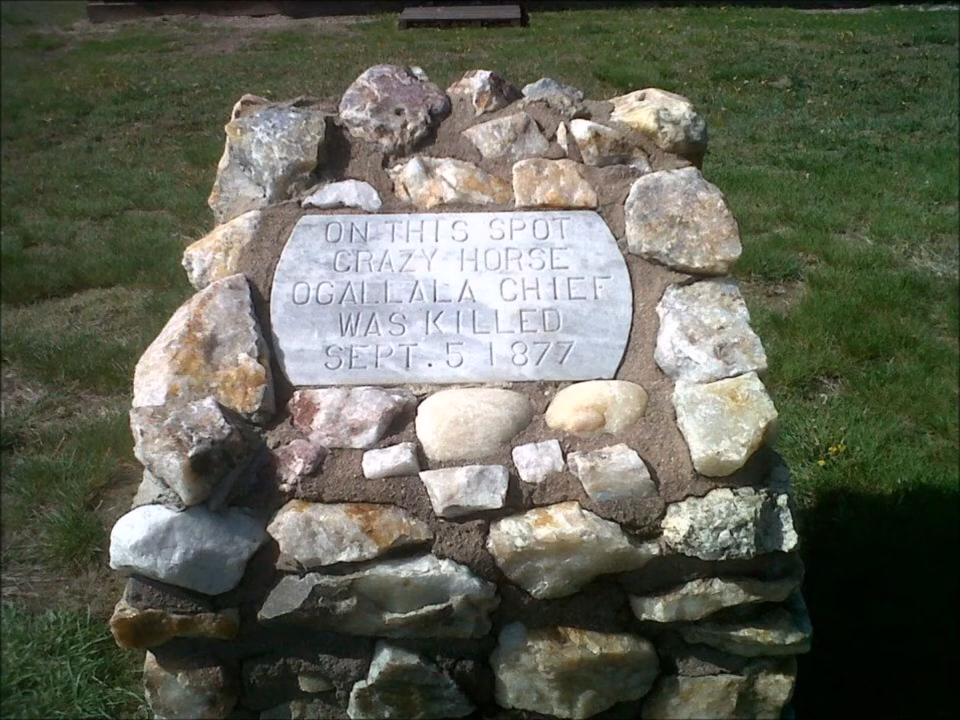 ON THIS SPOT
CRAZY HORSE
OGALLALA CHIEF
WAS KILLED
SEPT. 5 1877